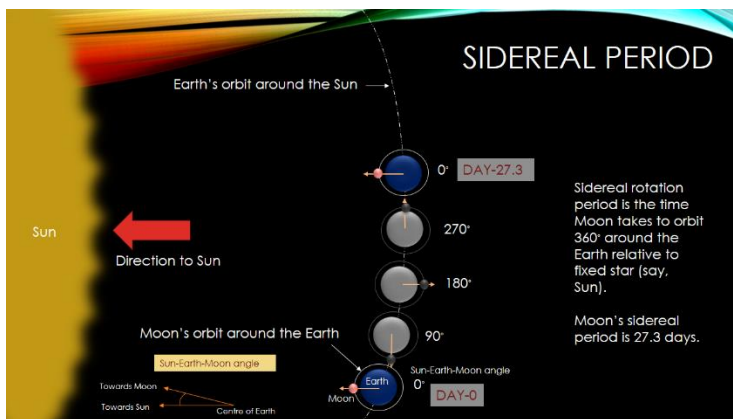 SIDEREAL PERIOD
Earth's orbit around the Sun
0°
DAY-27.3
Sidereal rotation
period is the time
Moon takes to orbit
360° around the
Earth relative to
fixed star (say,
Sun).
Sun
270°
Direction to Sun
180°
Moon's sidereal
period is 27.3 days.
Moon's orbit around the Earth
90°
Sun-Earth-Moon angle
Sun-Earth-Moon angle
Earth
0°
Towards Moon
Moon
DAY-0
Towards Sun
Centre of Earth